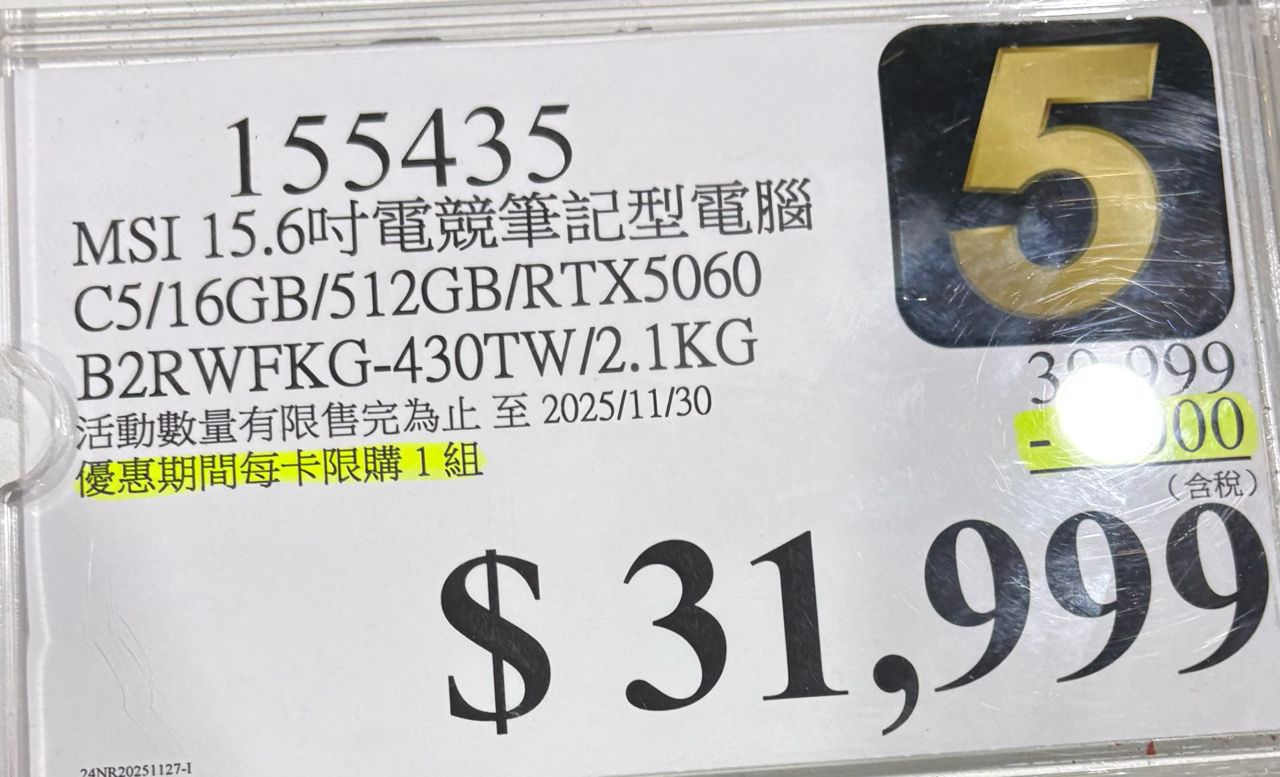 5
155435
MSI 15.6吋電競筆記型電腦
C5/16GB/512GB/RTX5060
B2RWFKG-430TW/2.1KG
活動數量有限售完為止 至 2025/11/30
優惠期間每卡限購 1 組
(含稅)
$ 31,999
24NR20251127-I